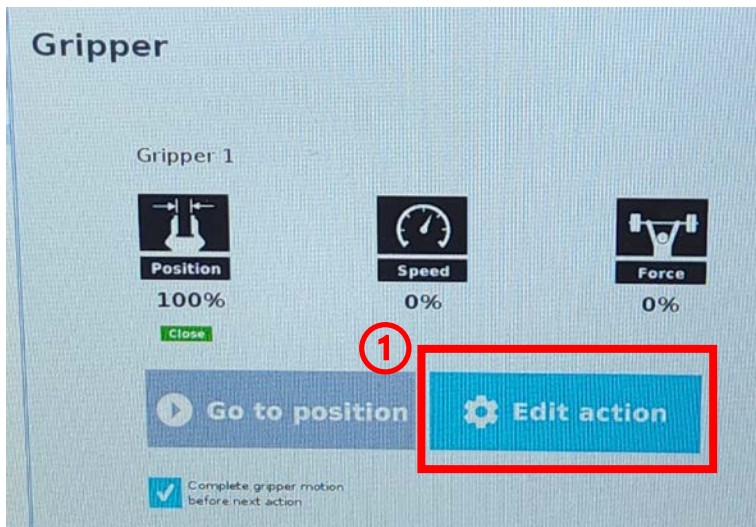 Gripper
Gripper 1
Position
Speed
Force
100%
0%
0%
Close
①
Go to position
Edit action
Complete gripper motion
before next action